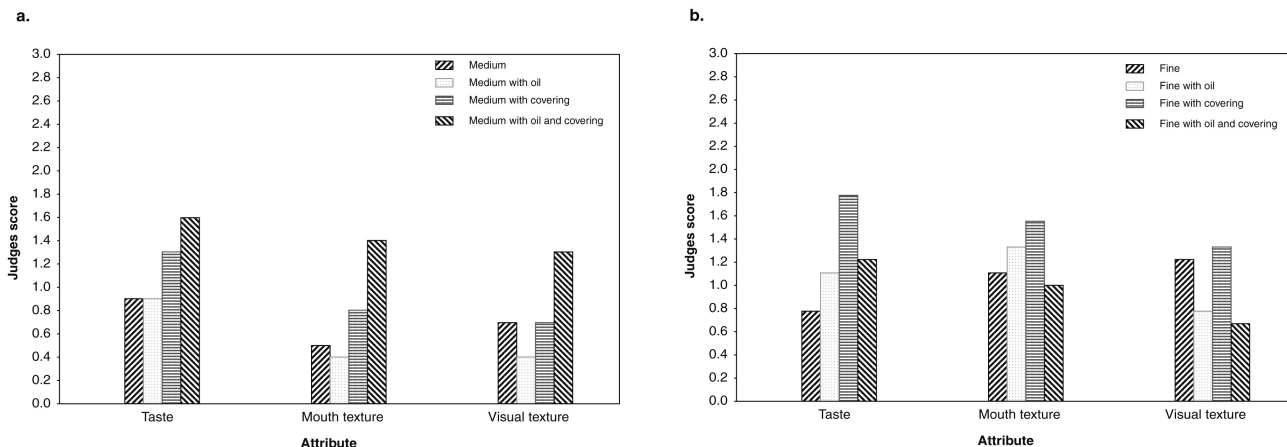 a.
3.0
2.8
2.6
2.4
2.2
2.0
1.8
1.6
1.4
1.2
1.0
0.8
0.6
0.4
0.2
0.0
Judges score
Medium
Medium with oil
Medium with covering
Medium with oil and covering
Taste Mouth texture Visual texture
Attribute
b.
3.0
2.8
2.6
2.4
2.2
2.0
1.8
1.6
1.4
1.2
1.0
0.8
0.6
0.4
0.2
0.0
Judges score
Fine
Fine with oil
Fine with covering
Fine with oil and covering
Taste Mouth texture Visual texture
Attribute